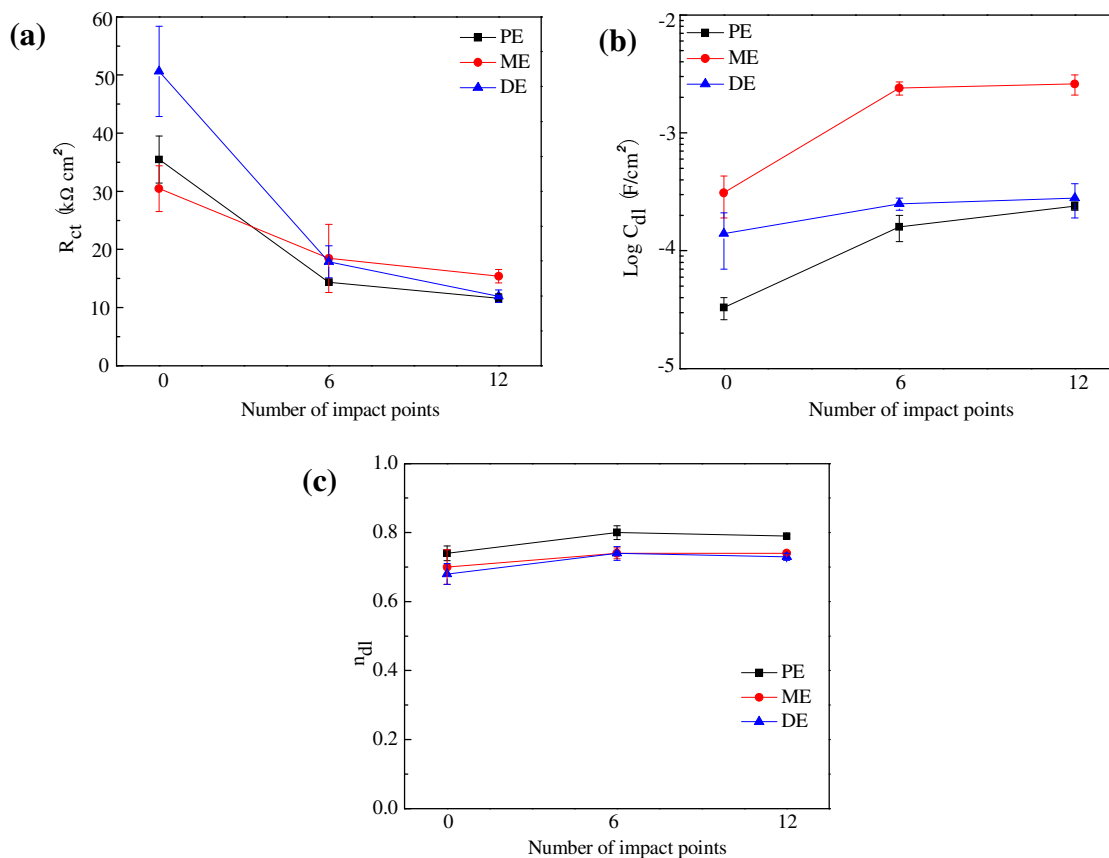 (a)
60
50
40
30
20
10
0
R_ct (kΩ cm²)
PE
ME
DE
0 6 12
Number of impact points
(b)
-2
-3
-4
-5
Log C_dl (F/cm²)
PE
ME
DE
0 6 12
Number of impact points
(c)
1.0
0.8
0.6
0.4
0.2
0.0
n_dl
PE
ME
DE
0 6 12
Number of impact points